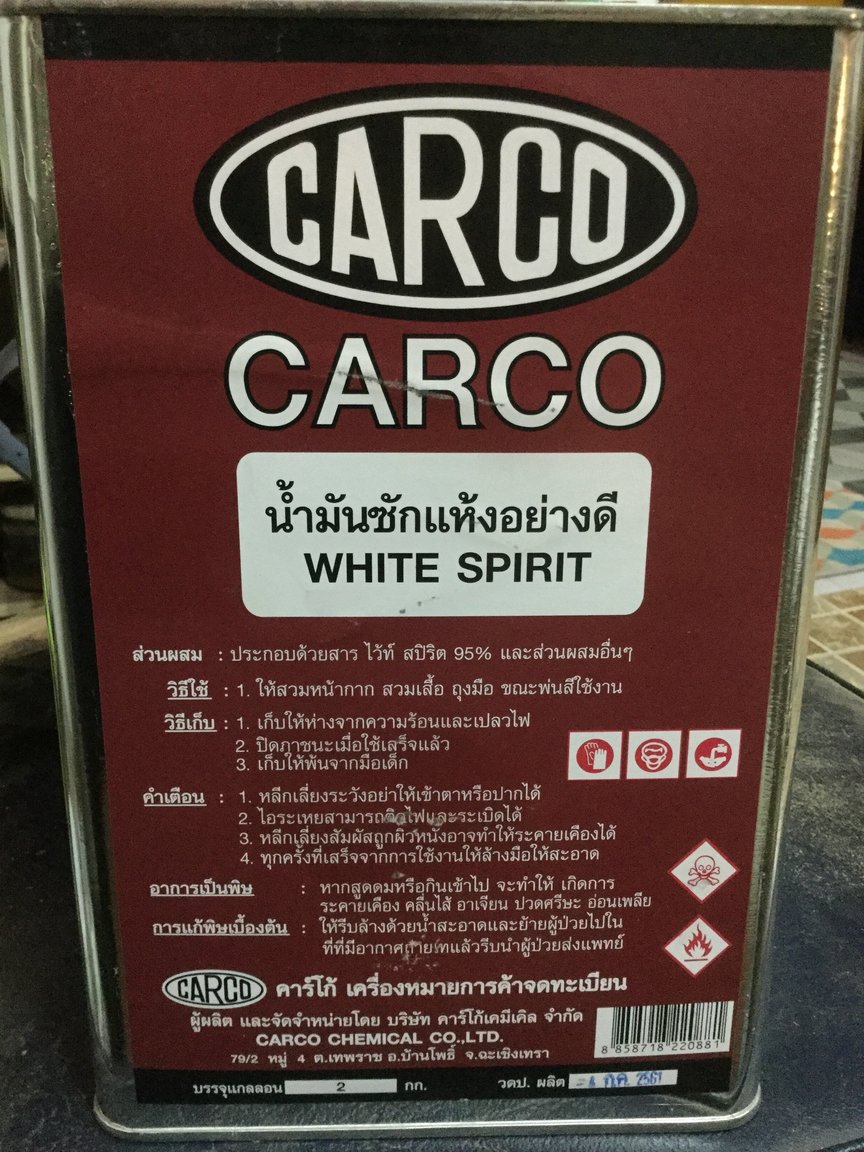 CARCO
CARCO
น้ำมันซักแห้งอย่างดี
WHITE SPIRIT
ส่วนผสม : ประกอบด้วยสาร ไว้ท์ สปิริต 95% และส่วนผสมอื่นๆ
วิธีใช้ : 1. ให้สวมหน้ากาก สวมเสื้อ ถุงมือ ขณะพ่นสีใช้งาน
วิธีเก็บ : 1. เก็บให้ห่างจากความร้อนและเปลวไฟ
2. ปิดภาชนะเมื่อใช้เสร็จแล้ว
3. เก็บให้พ้นจากมือเด็ก
คำเตือน : 1. หลีกเลี่ยงระวังอย่าให้เข้าตาหรือปากได้
2. ไอระเหยสามารถติดไฟและระเบิดได้
3. หลีกเลี่ยงสัมผัสถูกผิวหนังอาจทำให้ระคายเคืองได้
4. ทุกครั้งที่เสร็จจากการใช้งานให้ล้างมือให้สะอาด
อาการเป็นพิษ : หากสูดดมหรือกินเข้าไป จะทำให้ เกิดการ
ระคายเคือง คลื่นไส้ อาเจียน ปวดศรีษะ อ่อนเพลีย
การแก้พิษเบื้องต้น : ให้รีบล้างด้วยน้ำสะอาดและย้ายผู้ป่วยไปใน
ที่ที่มีอากาศถ่ายเทแล้วรีบนำผู้ป่วยส่งแพทย์
CARCO คาร์โก้ เครื่องหมายการค้าจดทะเบียน
ผู้ผลิต และจัดจำหน่ายโดย บริษัท คาร์โก้เคมีเคิล จำกัด
CARCO CHEMICAL CO.,LTD.
79/2 หมู่ 4 ต.เทพราช อ.บ้านโพธิ์ จ.ฉะเชิงเทรา
8 858718 220881
บรรจุแกลลอน 2 กก. วดป. ผลิต -4 ก.ค. 2561